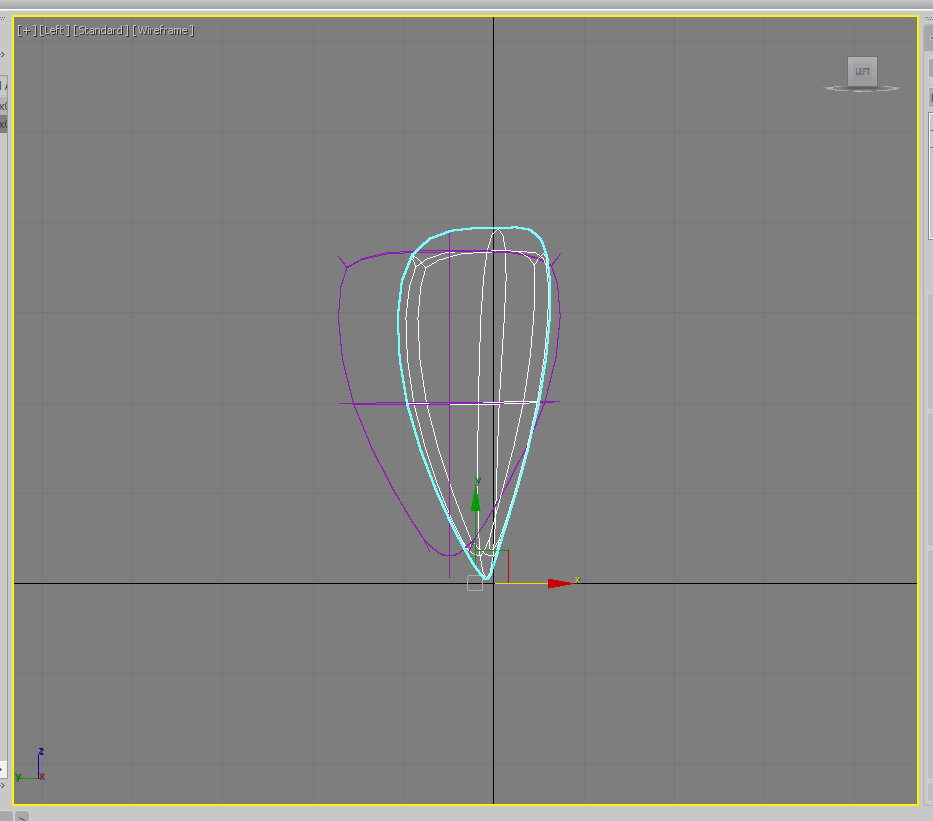 [+] [Left] [Standard] [Wireframe]
LEFT
y
x
z
y x